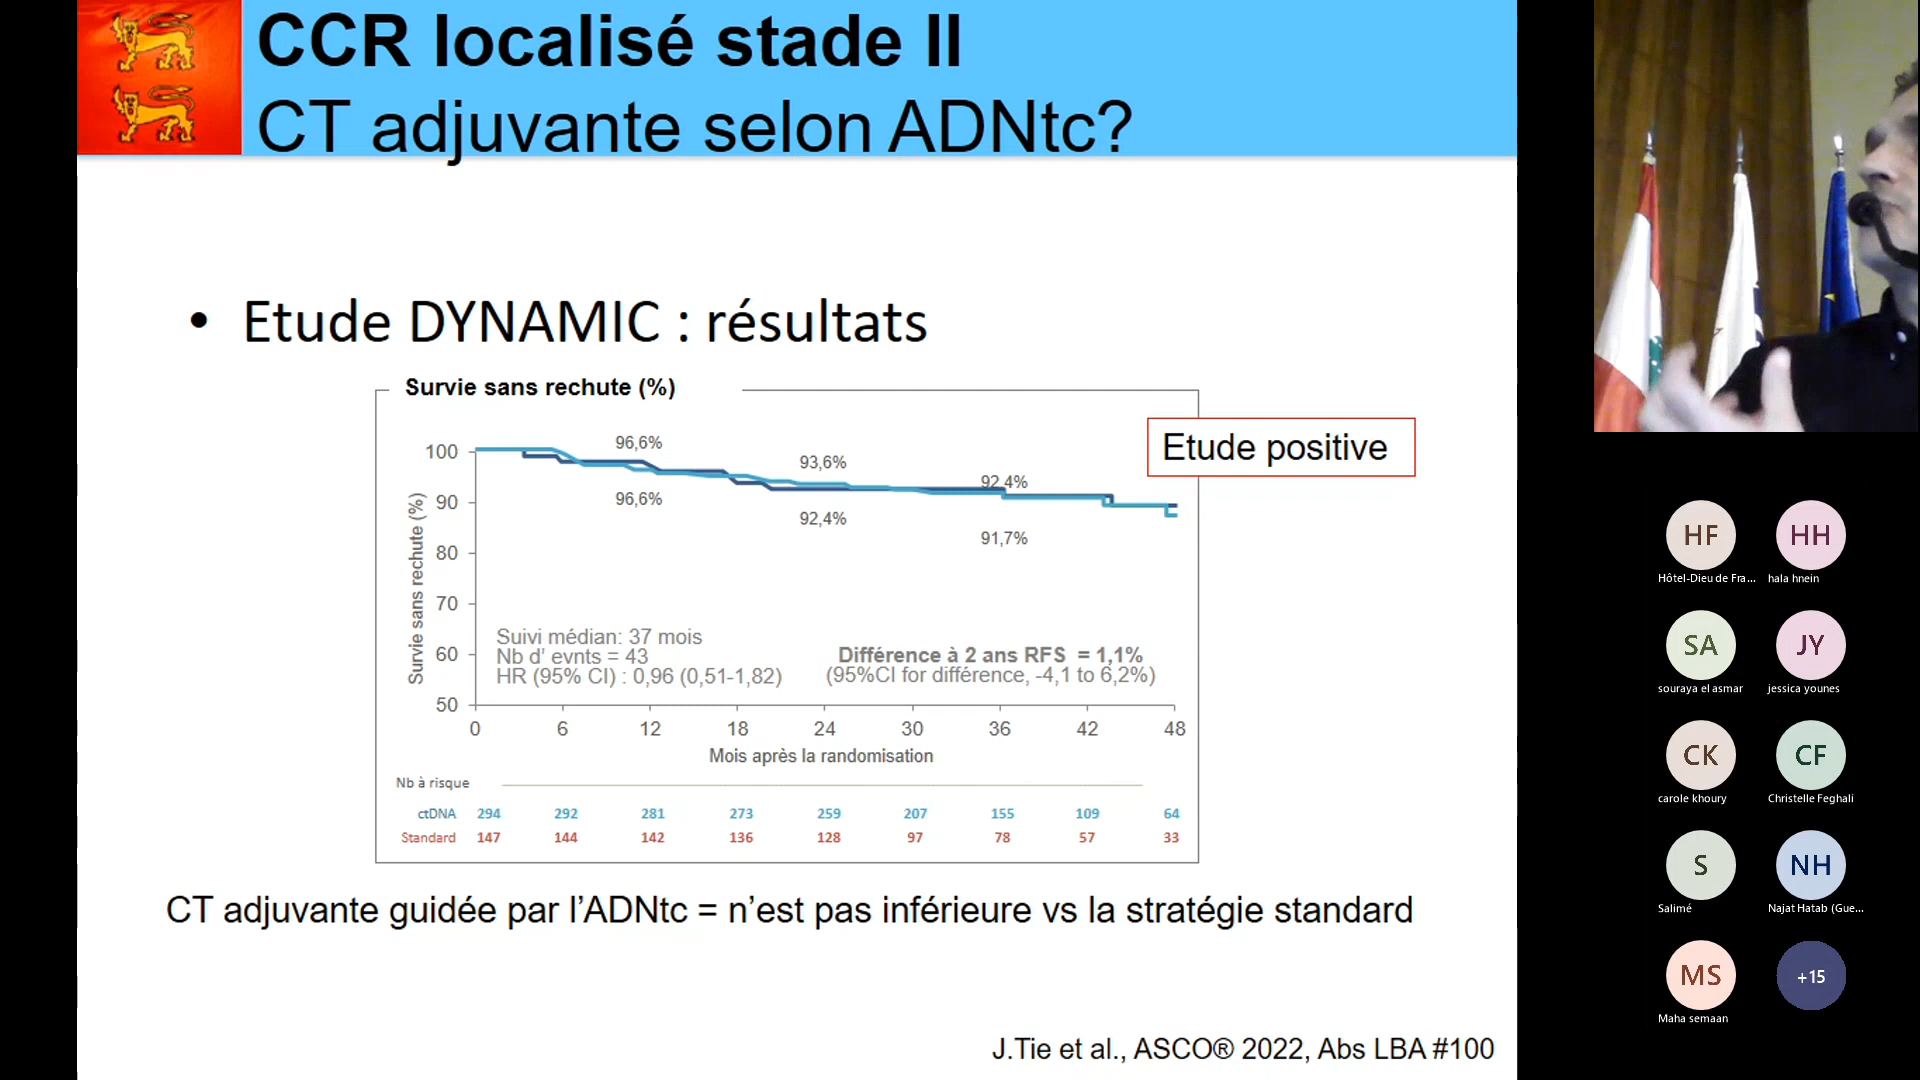 CCR localisé stade II
CT adjuvante selon ADNtc?
• Etude DYNAMIC : résultats
Survie sans rechute (%)
Etude positive
Survie sans rechute (%)
100
90
80
70
60
50
96,6%
93,6%
92,4%
96,6%
92,4%
91,7%
Suivi médian: 37 mois
Nb d' evnts = 43
HR (95% CI) : 0,96 (0,51-1,82)
Différence à 2 ans RFS = 1,1%
(95%CI for différence, -4,1 to 6,2%)
0 6 12 18 24 30 36 42 48
Mois après la randomisation
Nb à risque
ctDNA 294 292 281 273 259 207 155 109 64
Standard 147 144 142 136 128 97 78 57 33
CT adjuvante guidée par l’ADNtc = n’est pas inférieure vs la stratégie standard
J.Tie et al., ASCO® 2022, Abs LBA #100
HF HH
Hôtel-Dieu de Fra... hala hnein
SA JY
souraya el asmar jessica younes
CK CF
carole khoury Christelle Feghali
S NH
Salimé Najat Hatab (Gue...
MS +15
Maha semaan